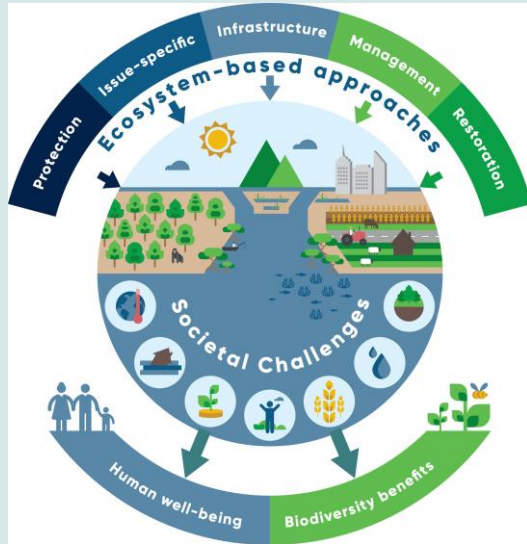 Protection
Issue-specific
Infrastructure
Management
Restoration
Ecosystem-based approaches
Societal Challenges
Human well-being
Biodiversity benefits